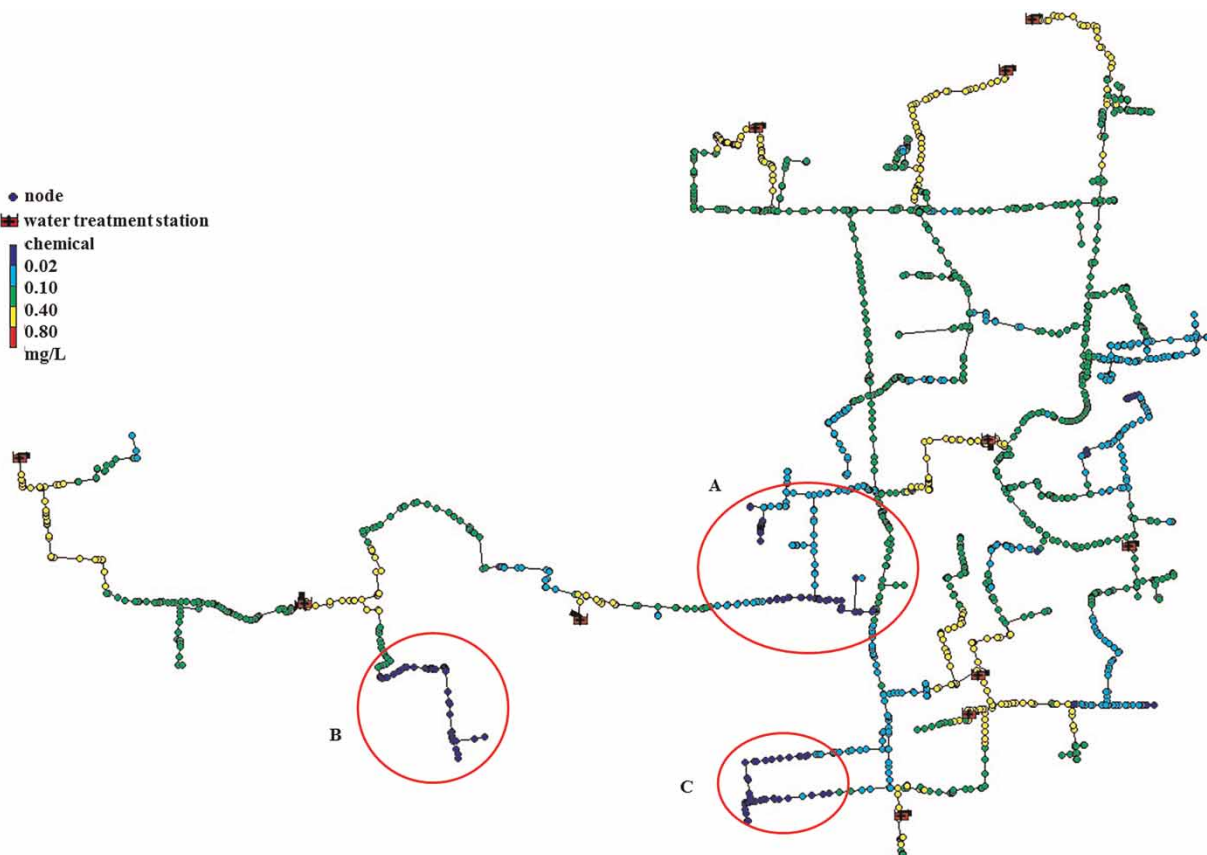 node
water treatment station
chemical
0.02
0.10
0.40
0.80
mg/L
A
B
C